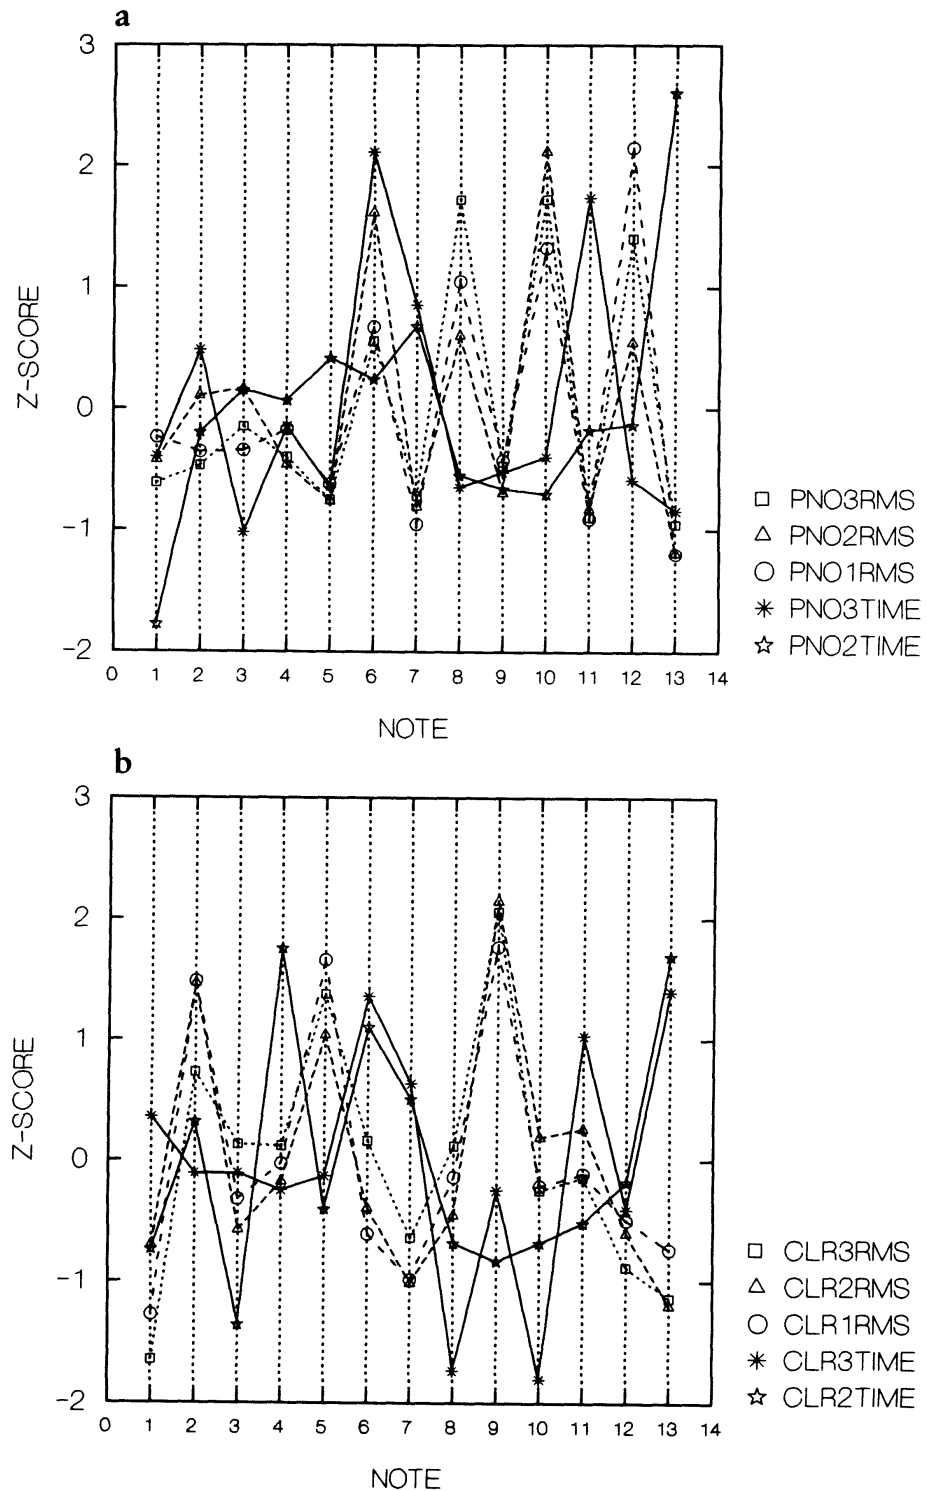 a
3
2
1
0
-1
-2
Z-SCORE
0 1 2 3 4 5 6 7 8 9 10 11 12 13 14
NOTE
PNO3RMS
PNO2RMS
PNO1RMS
PNO3TIME
PNO2TIME
b
3
2
1
0
-1
-2
Z-SCORE
0 1 2 3 4 5 6 7 8 9 10 11 12 13 14
NOTE
CLR3RMS
CLR2RMS
CLR1RMS
CLR3TIME
CLR2TIME